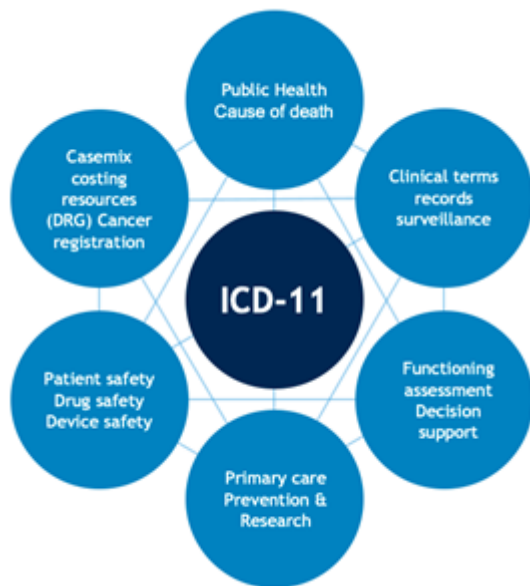 Public Health
Cause of death
Casemix
costing
resources
(DRG) Cancer
registration
Clinical terms
records
surveillance
ICD-11
Patient safety
Drug safety
Device safety
Functioning
assessment
Decision
support
Primary care
Prevention &
Research